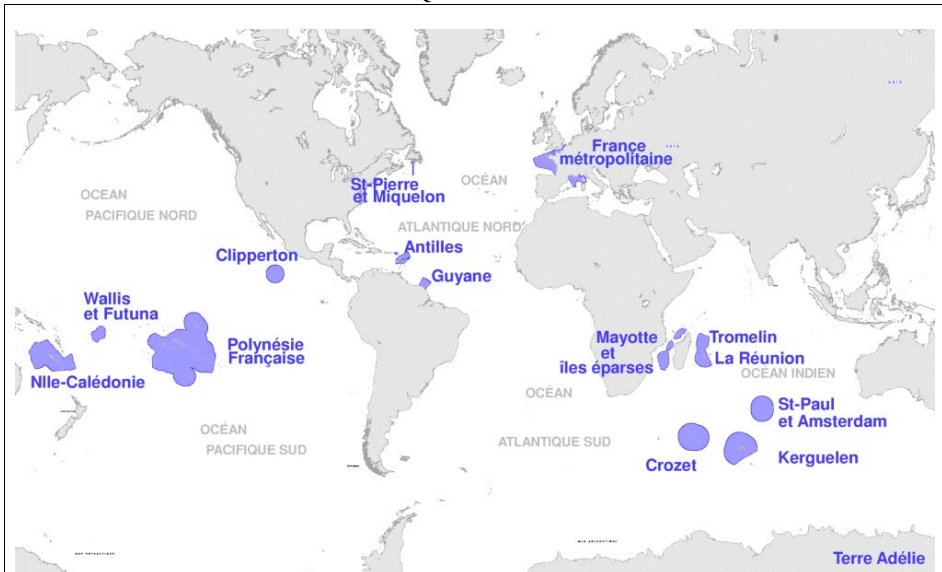 France
métropolitaine
St-Pierre
et Miquelon
OCÉAN
PACIFIQUE NORD
OCÉAN
ATLANTIQUE NORD
Antilles
Clipperton
Guyane
Wallis
et Futuna
Polynésie
Française
Nlle-Calédonie
Mayotte
et
îles éparses
Tromelin
La Réunion
OCÉAN INDIEN
OCÉAN
St-Paul
et Amsterdam
OCÉAN
PACIFIQUE SUD
ATLANTIQUE SUD
Crozet
Kerguelen
Terre Adélie